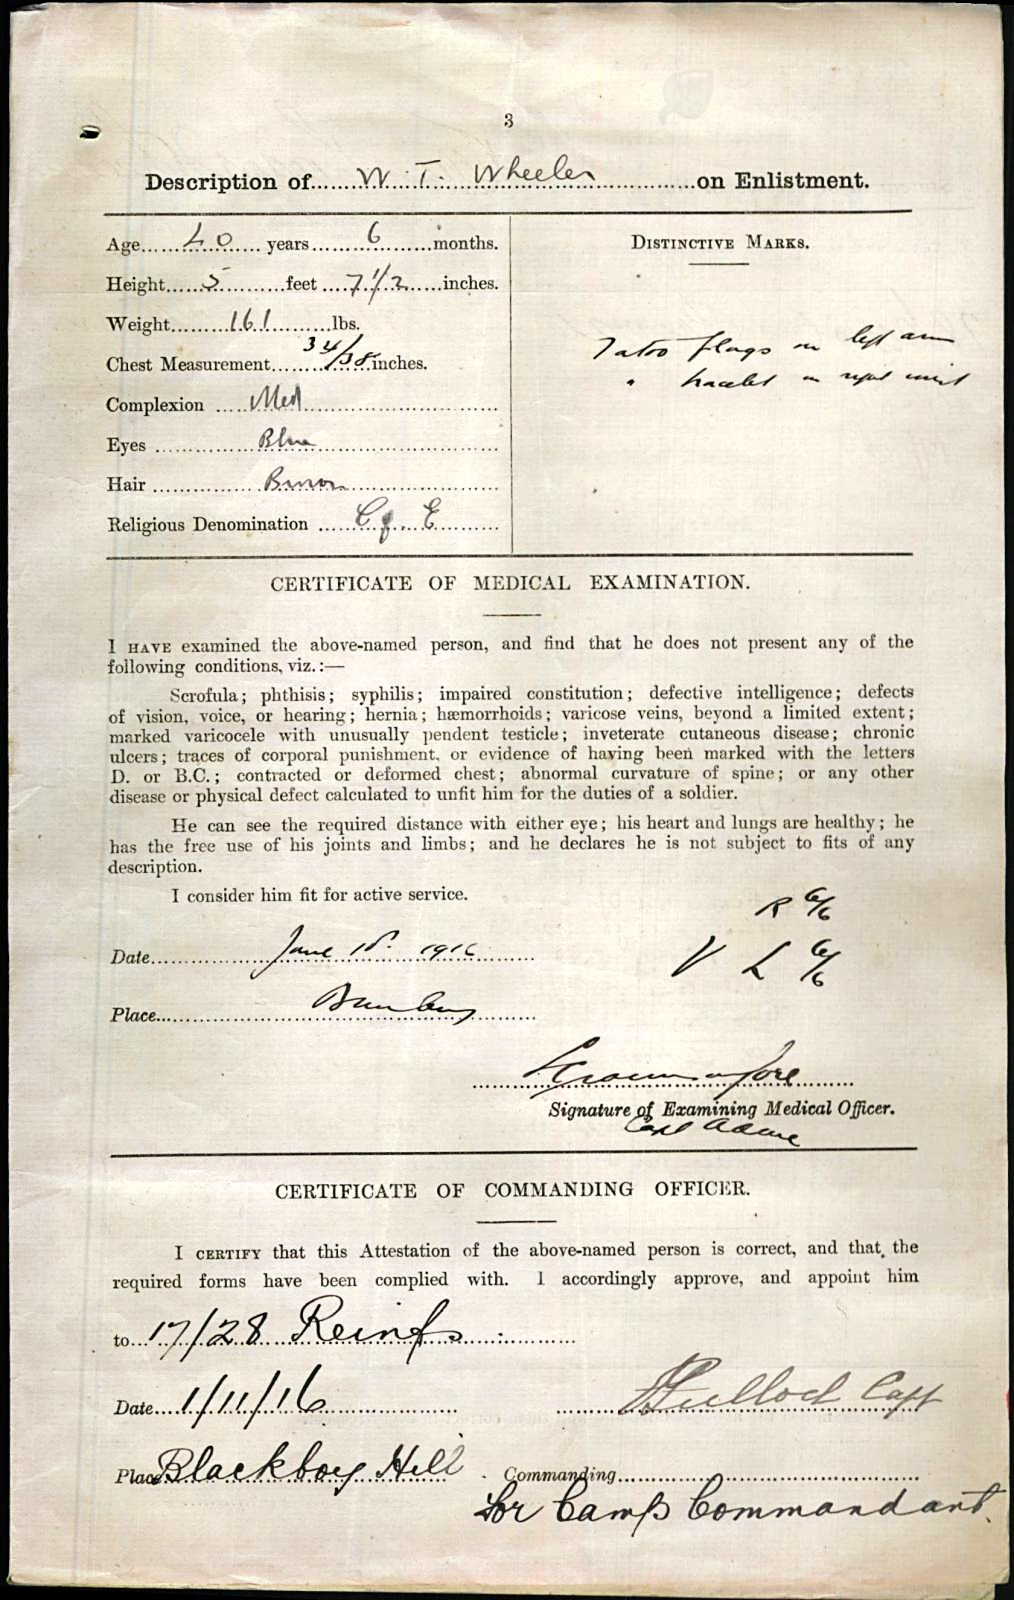 3
Description of......W. T. Wheeler......on Enlistment.
Age......40......years......6......months.
Height......5......feet......7 1/2......inches.
Weight......161......lbs.
Chest Measurement......34/38......inches.
Complexion ......Med......
Eyes ......Blue......
Hair ......Brown......
Religious Denomination ......C of E......
DISTINCTIVE MARKS.
Tatoo flags on left arm
" bracelet on right wrist
CERTIFICATE OF MEDICAL EXAMINATION.
I HAVE examined the above-named person, and find that he does not present any of the
following conditions, viz.:—
Scrofula; phthisis; syphilis; impaired constitution; defective intelligence; defects
of vision, voice, or hearing; hernia; hæmorrhoids; varicose veins, beyond a limited extent;
marked varicocele with unusually pendent testicle; inveterate cutaneous disease; chronic
ulcers; traces of corporal punishment, or evidence of having been marked with the letters
D. or B.C.; contracted or deformed chest; abnormal curvature of spine; or any other
disease or physical defect calculated to unfit him for the duties of a soldier.
He can see the required distance with either eye; his heart and lungs are healthy; he
has the free use of his joints and limbs; and he declares he is not subject to fits of any
description.
I consider him fit for active service.
R 6/6
V L 6/6
Date......June 1916......
Place......Bunbury......
Signature of Examining Medical Officer.
Capt
CERTIFICATE OF COMMANDING OFFICER.
I CERTIFY that this Attestation of the above-named person is correct, and that the
required forms have been complied with. I accordingly approve, and appoint him
to...17/28 Reinfs......
Date...1/11/16......
Capt
Place Blackboy Hill
Commanding......
for Camp Commandant.